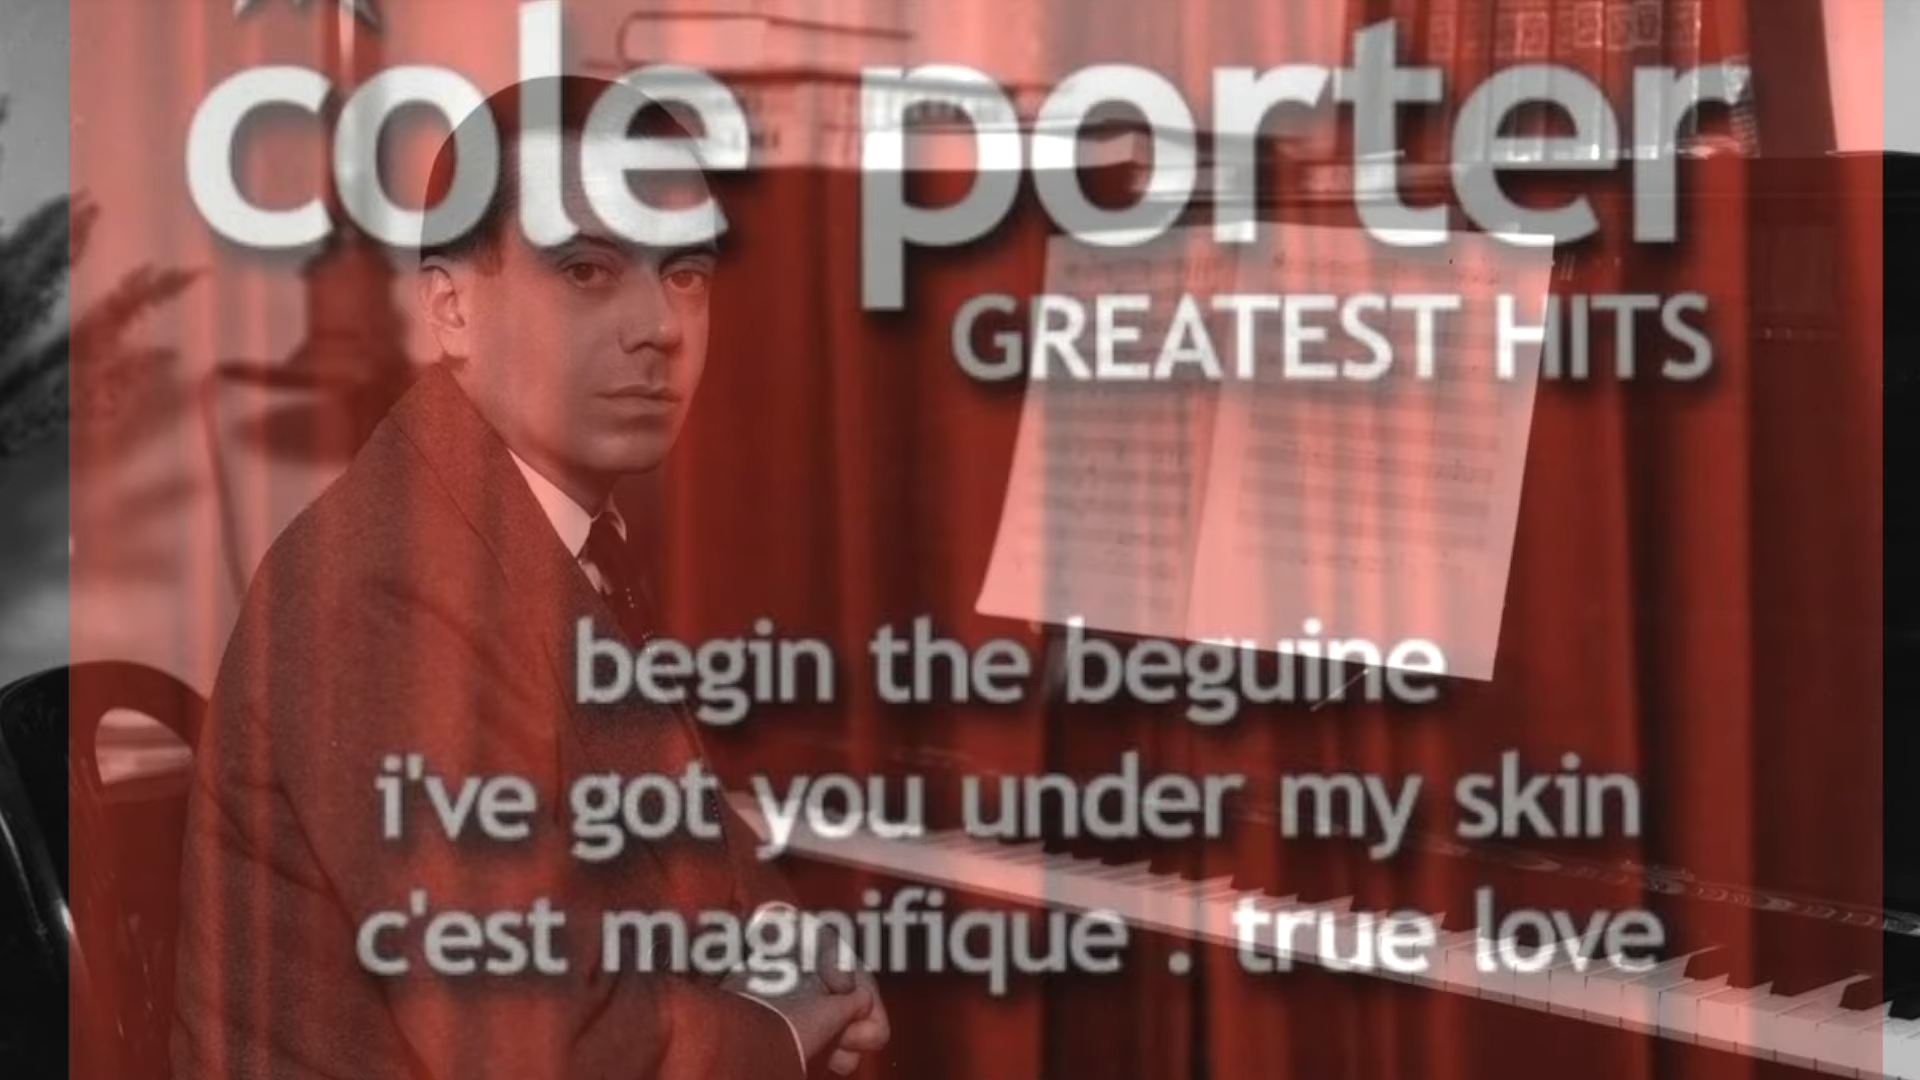 cole porter
GREATEST HITS
begin the beguine
i've got you under my skin
c'est magnifique . true love